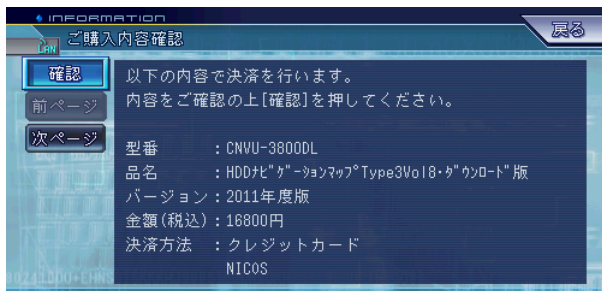 INFORMATION
LAN ご購入内容確認
戻る
確認
前ページ
次ページ
以下の内容で決済を行います。
内容をご確認の上[確認]を押してください。
型番 :CNVU-3800DL
品名 :HDDﾅﾋﾞｹﾞｰｼｮﾝﾏｯﾌﾟType3Vol8･ﾀﾞｳﾝﾛｰﾄﾞ版
バージョン:2011年度版
金額(税込):16800円
決済方法 :クレジットカード
NICOS